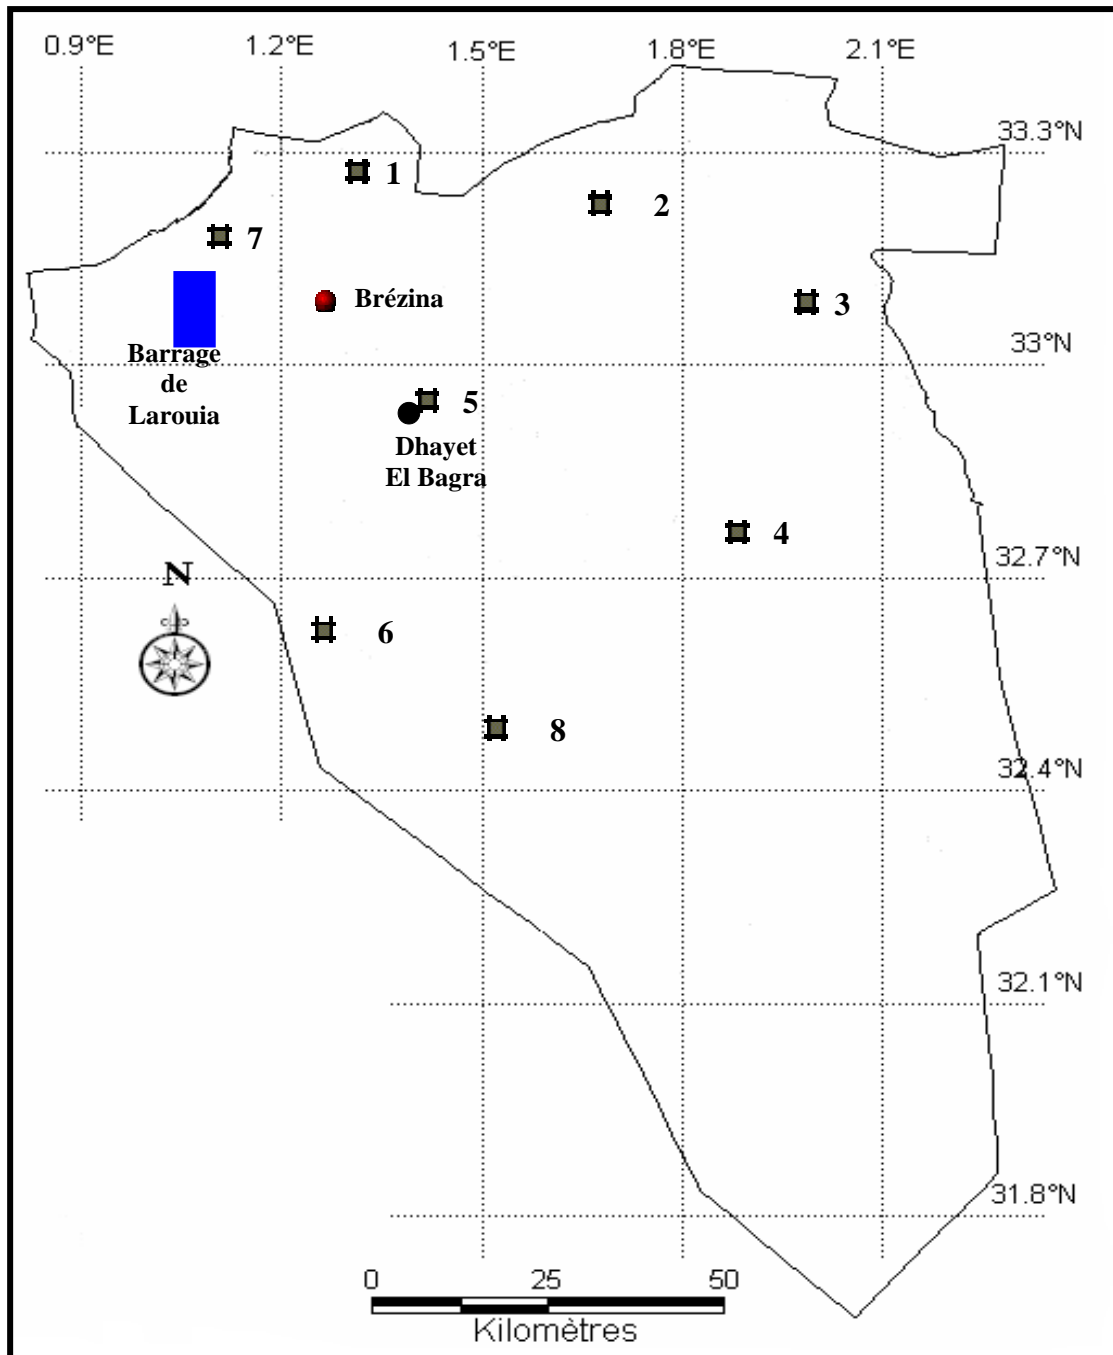 0.9°E 1.2°E 1.5°E 1.8°E 2.1°E
33.3°N
1
2
7
Brézina
3
33°N
Barrage
de
Larouia
5
Dhayet
El Bagra
4
32.7°N
N
6
8
32.4°N
32.1°N
31.8°N
0 25 50
Kilomètres